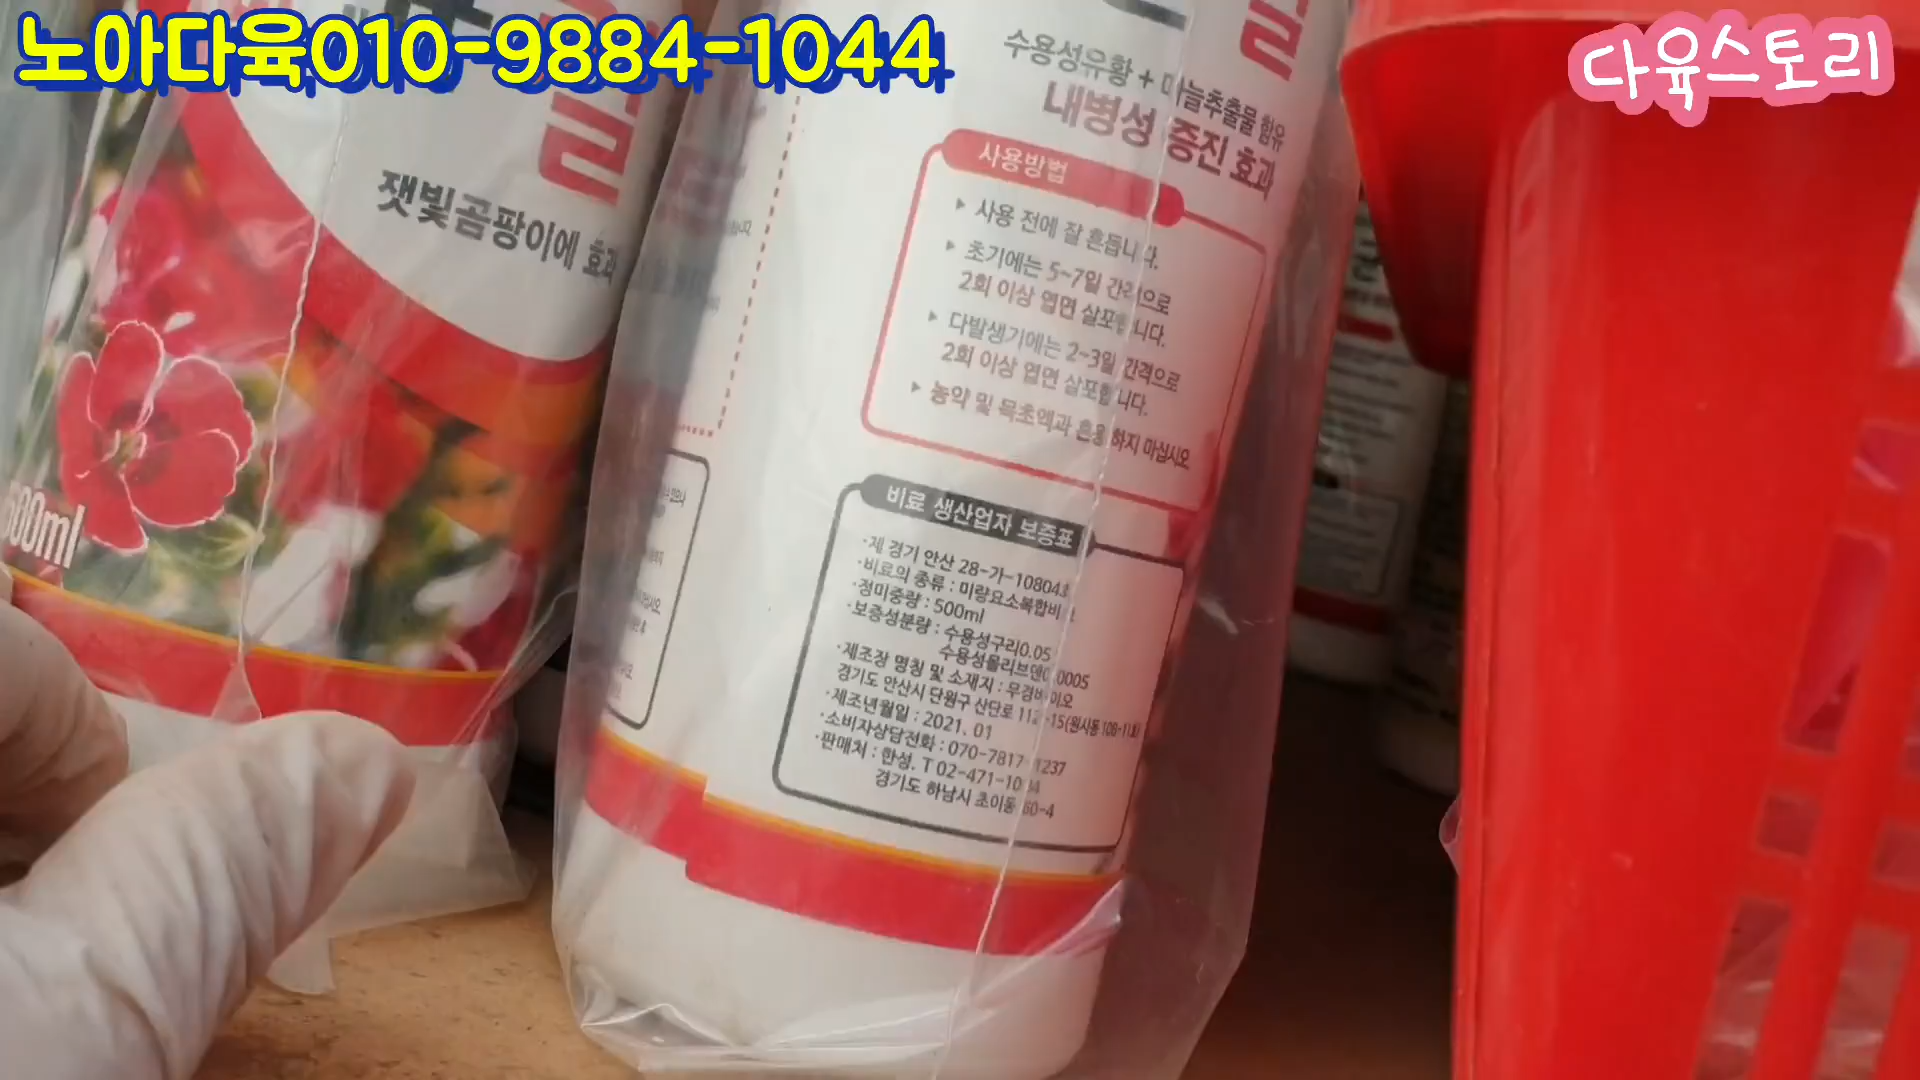 노아다육010-9884-1044
다육스토리
잿빛곰팡이에 효과
500ml
수용성유황 + 마늘추출물 함유
내병성 증진 효과
사용방법
▶ 사용 전에 잘 흔듭니다.
▶ 초기에는 5~7일 간격으로
2회 이상 엽면 살포합니다.
▶ 다발생기에는 2~3일 간격으로
2회 이상 엽면 살포합니다.
▶ 농약 및 목초액과 혼용하지 마십시오
비료 생산업자 보증표
·제 경기 안산 28-가-10804
·비료의 종류 : 미량요소복합비
·정미중량 : 500ml
·보증성분량 : 수용성구리0.05
수용성몰리브덴0.0005
·제조장 명칭 및 소재지 : 무경바이오
경기도 안산시 단원구 산단로 112-15(원시동
·제조년월일 : 2021. 01
·소비자상담전화 : 070-7817-1237
·판매처 : 한성. T 02-471-10
경기도 하남시 초이동 60-4